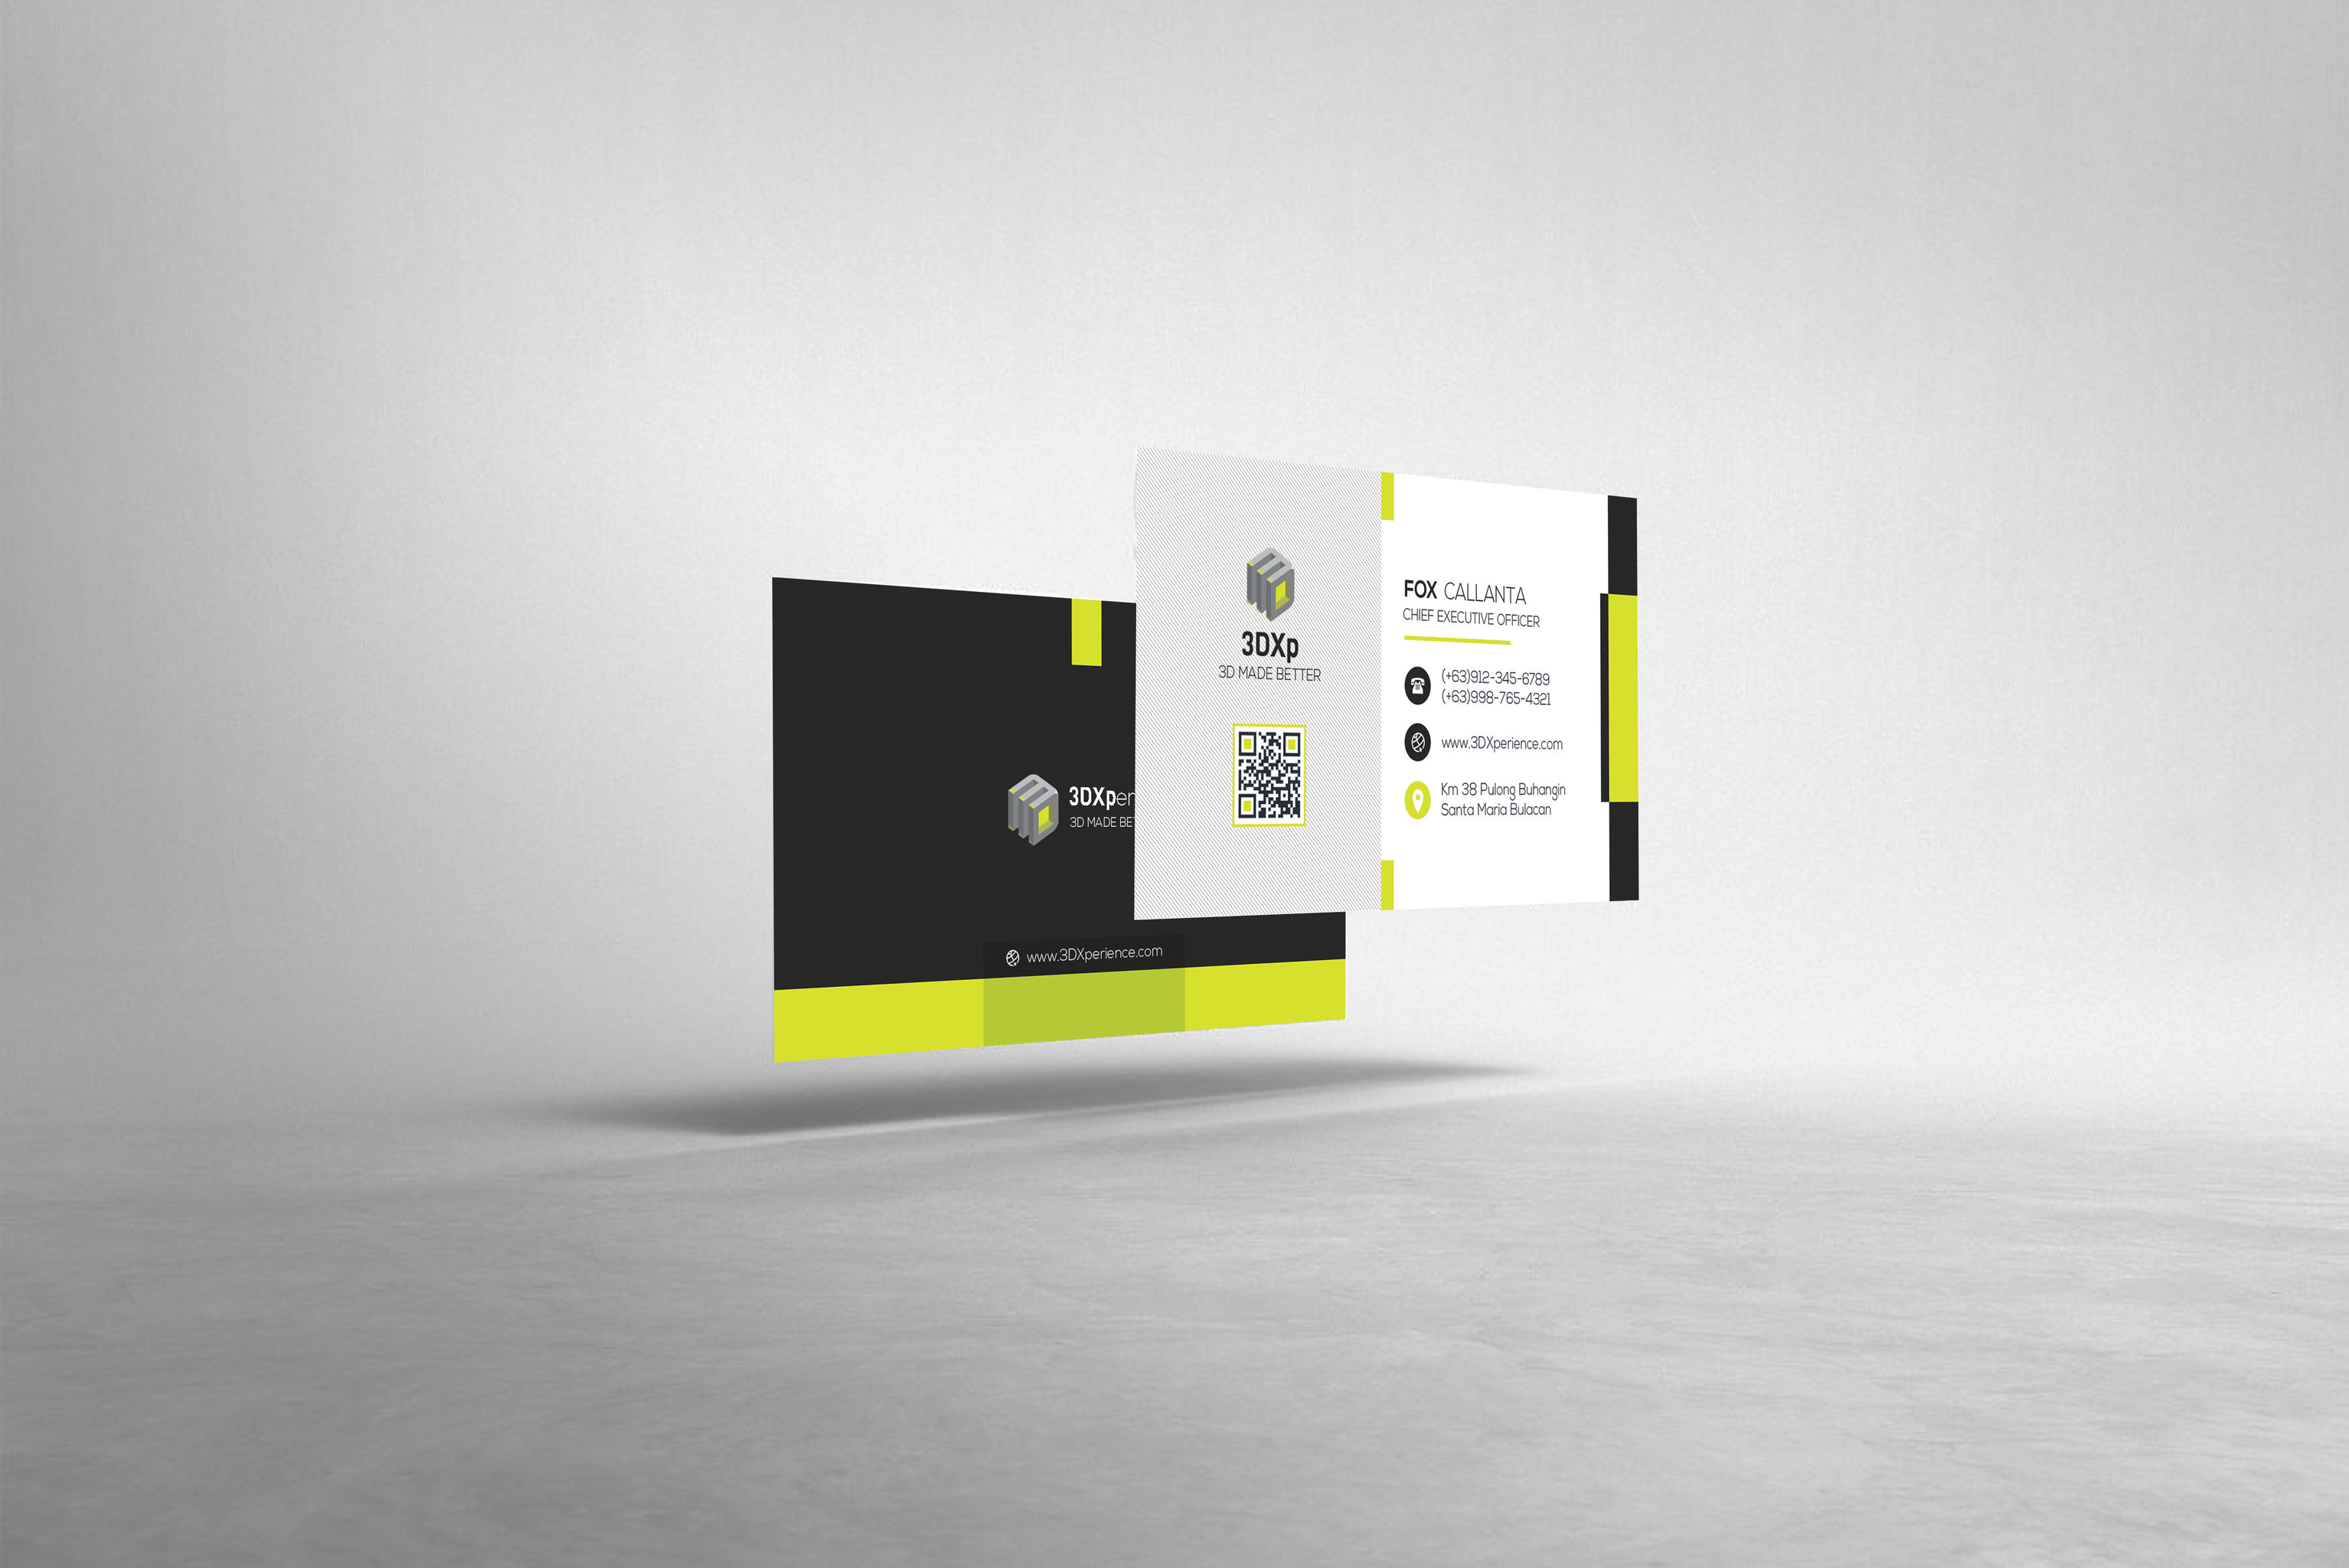 3DXp
3D MADE BETTER
FOX CALLANTA
CHIEF EXECUTIVE OFFICER
(+63)912-345-6789
(+63)998-765-4321
www.3DXperience.com
Km 38 Pulong Buhangin
Santa Maria Bulacan
3DXper
3D MADE BE
www.3DXperience.com